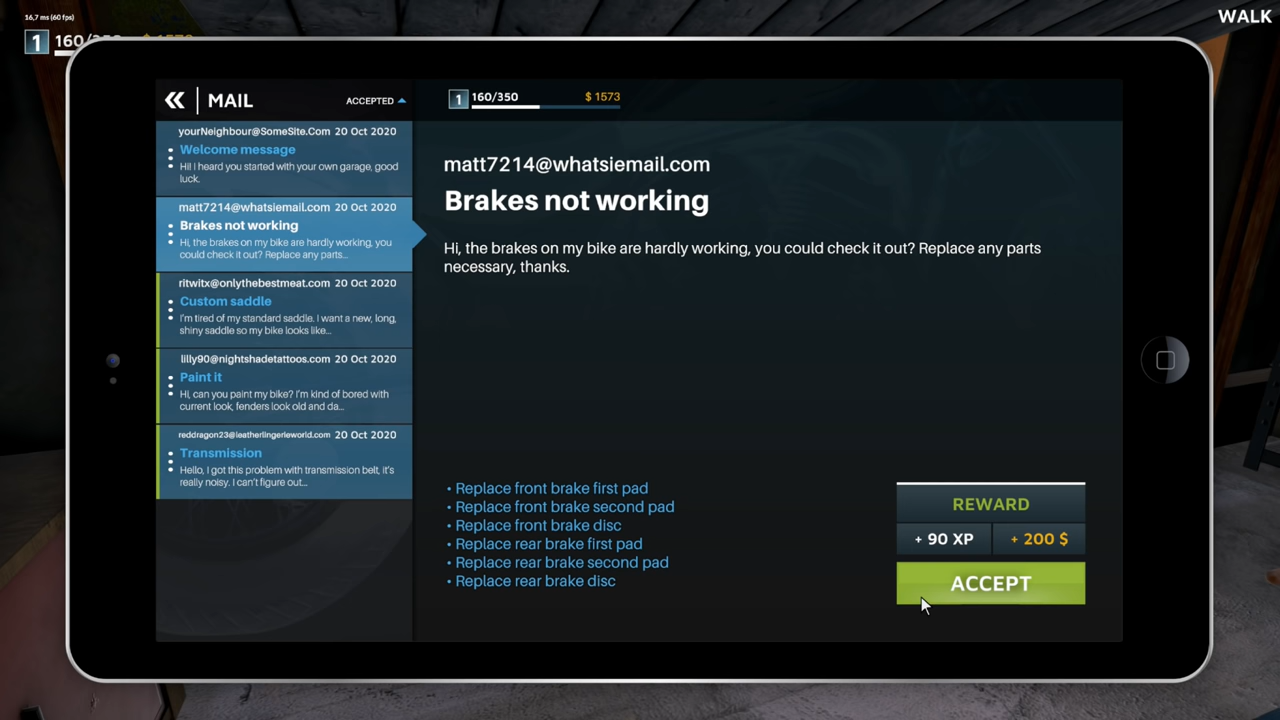 16,7 ms (60 fps)
WALK
1 160/
MAIL
ACCEPTED
1 160/350 $ 1573
yourNeighbour@SomeSite.Com 20 Oct 2020
Welcome message
Hi! I heard you started with your own garage, good
luck.
matt7214@whatsiemail.com 20 Oct 2020
Brakes not working
Hi, the brakes on my bike are hardly working, you
could check it out? Replace any parts...
ritwitx@onlythebestmeat.com 20 Oct 2020
Custom saddle
I'm tired of my standard saddle. I want a new, long,
shiny saddle so my bike looks like...
lilly90@nightshadetattoos.com 20 Oct 2020
Paint it
Hi, can you paint my bike? I'm kind of bored with
current look, fenders look old and da...
reddragon23@leatherlingerieworld.com 20 Oct 2020
Transmission
Hello, I got this problem with transmission belt, it's
really noisy. I can't figure out...
matt7214@whatsiemail.com
Brakes not working
Hi, the brakes on my bike are hardly working, you could check it out? Replace any parts
necessary, thanks.
• Replace front brake first pad
• Replace front brake second pad
• Replace front brake disc
• Replace rear brake first pad
• Replace rear brake second pad
• Replace rear brake disc
REWARD
+ 90 XP + 200 $
ACCEPT